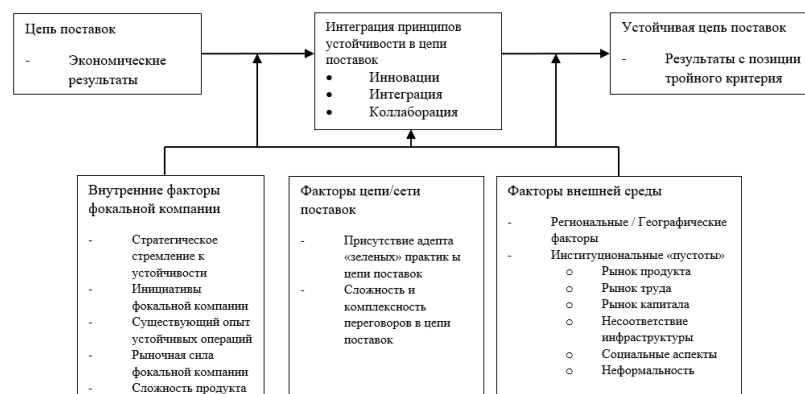 Цепь поставок
- Экономические
результаты
Интеграция принципов
устойчивости в цепи
поставок
• Инновации
• Интеграция
• Коллаборация
Устойчивая цепь поставок
- Результаты с позиции
тройного критерия
Внутренние факторы
фокальной компании
- Стратегическое
стремление к
устойчивости
- Инициативы
фокальной компании
- Существующий опыт
устойчивых операций
- Рыночная сила
фокальной компании
- Сложность продукта
Факторы цепи/сети
поставок
- Присутствие адепта
«зеленых» практик ы
цепи поставок
- Сложность и
комплексность
переговоров в цепи
поставок
Факторы внешней среды
- Региональные / Географические
факторы
- Институциональные «пустоты»
o Рынок продукта
o Рынок труда
o Рынок капитала
o Несоответствие
инфраструктуры
o Социальные аспекты
o Неформальность